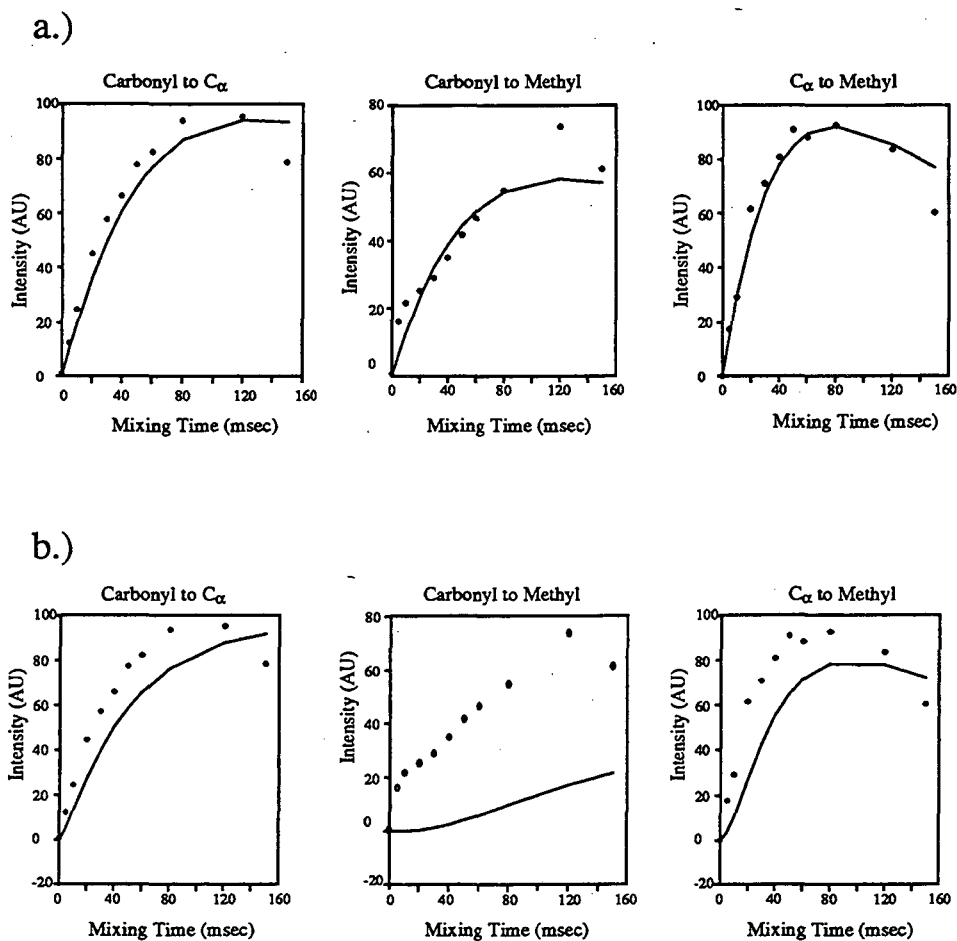 a.)
Carbonyl to Cα
Carbonyl to Methyl
Cα to Methyl
Intensity (AU)
100
80
60
40
20
0
0 40 80 120 160
Mixing Time (msec)
Intensity (AU)
80
60
40
20
0
0 40 80 120 160
Mixing Time (msec)
Intensity (AU)
100
80
60
40
20
0
0 40 80 120 160
Mixing Time (msec)
b.)
Carbonyl to Cα
Carbonyl to Methyl
Cα to Methyl
Intensity (AU)
100
80
60
40
20
0
-20
0 40 80 120 160
Mixing Time (msec)
Intensity (AU)
80
60
40
20
0
-20
0 40 80 120 160
Mixing Time (msec)
Intensity (AU)
100
80
60
40
20
0
-20
0 40 80 120 160
Mixing Time (msec)